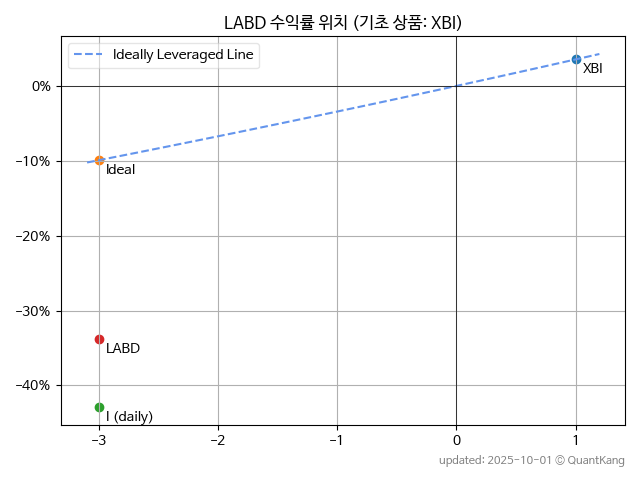 LABD 수익률 위치 (기초 상품: XBI)
Ideally Leveraged Line
XBI
0%
-10%
Ideal
-20%
-30%
LABD
-40%
I (daily)
-3 -2 -1 0 1
updated: 2025-10-01 © QuantKang